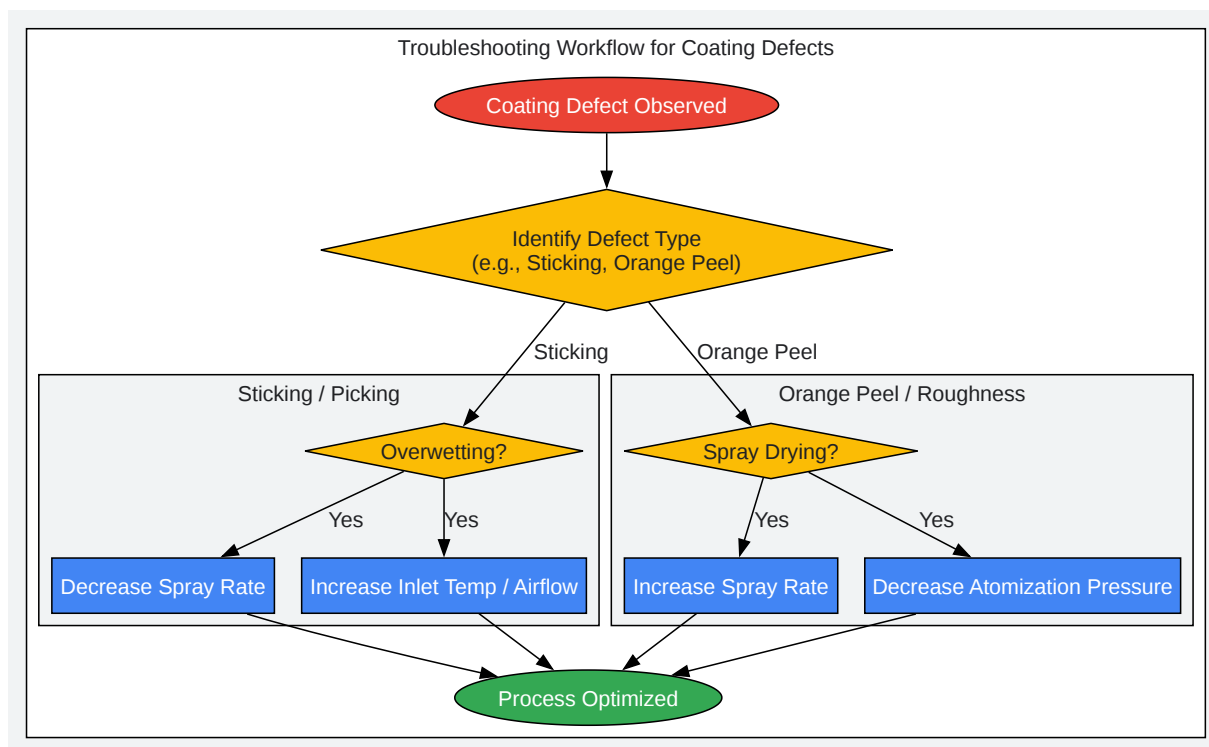 Troubleshooting Workflow for Coating Defects
Coating Defect Observed
Identify Defect Type
(e.g., Sticking, Orange Peel)
Sticking
Orange Peel
Sticking / Picking
Orange Peel / Roughness
Overwetting?
Spray Drying?
Yes
Yes
Yes
Yes
Decrease Spray Rate
Increase Inlet Temp / Airflow
Increase Spray Rate
Decrease Atomization Pressure
Process Optimized